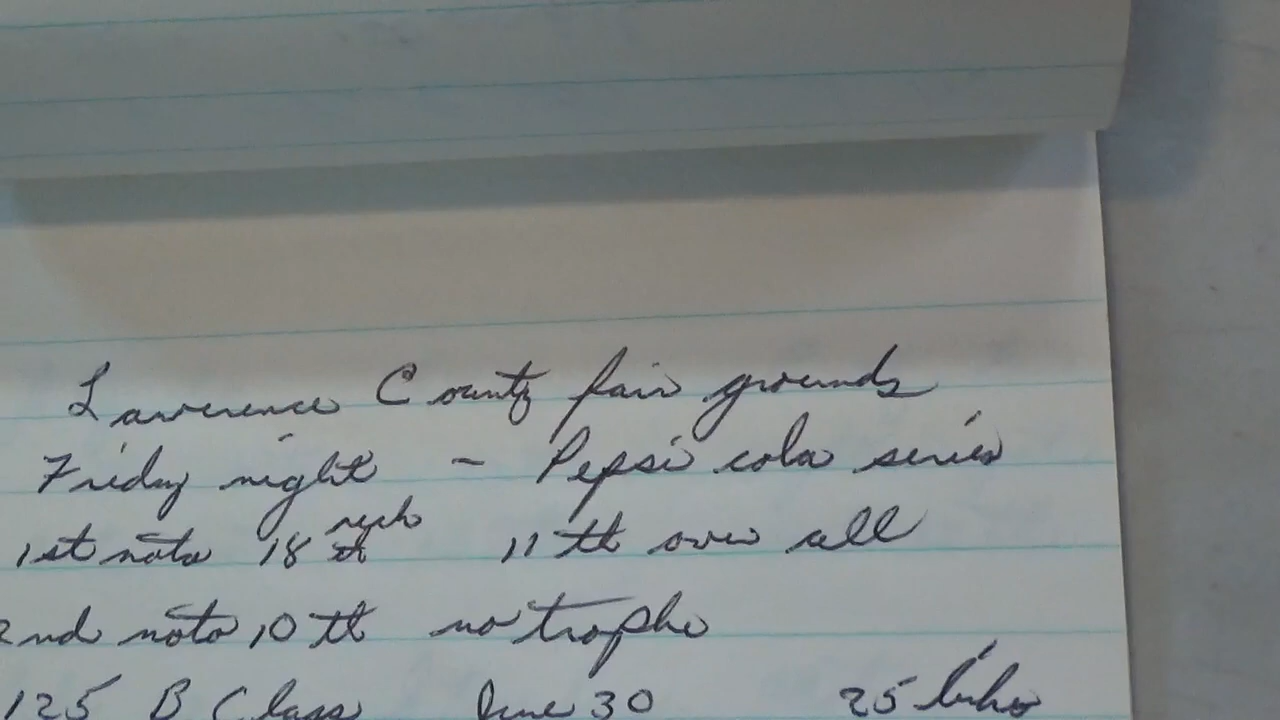 Lawrence County fair grounds
Friday night - Pepsi cola series
1st moto 18th 11th over all
2nd moto 10th no trophe
125 B Class June 30 25 bikes